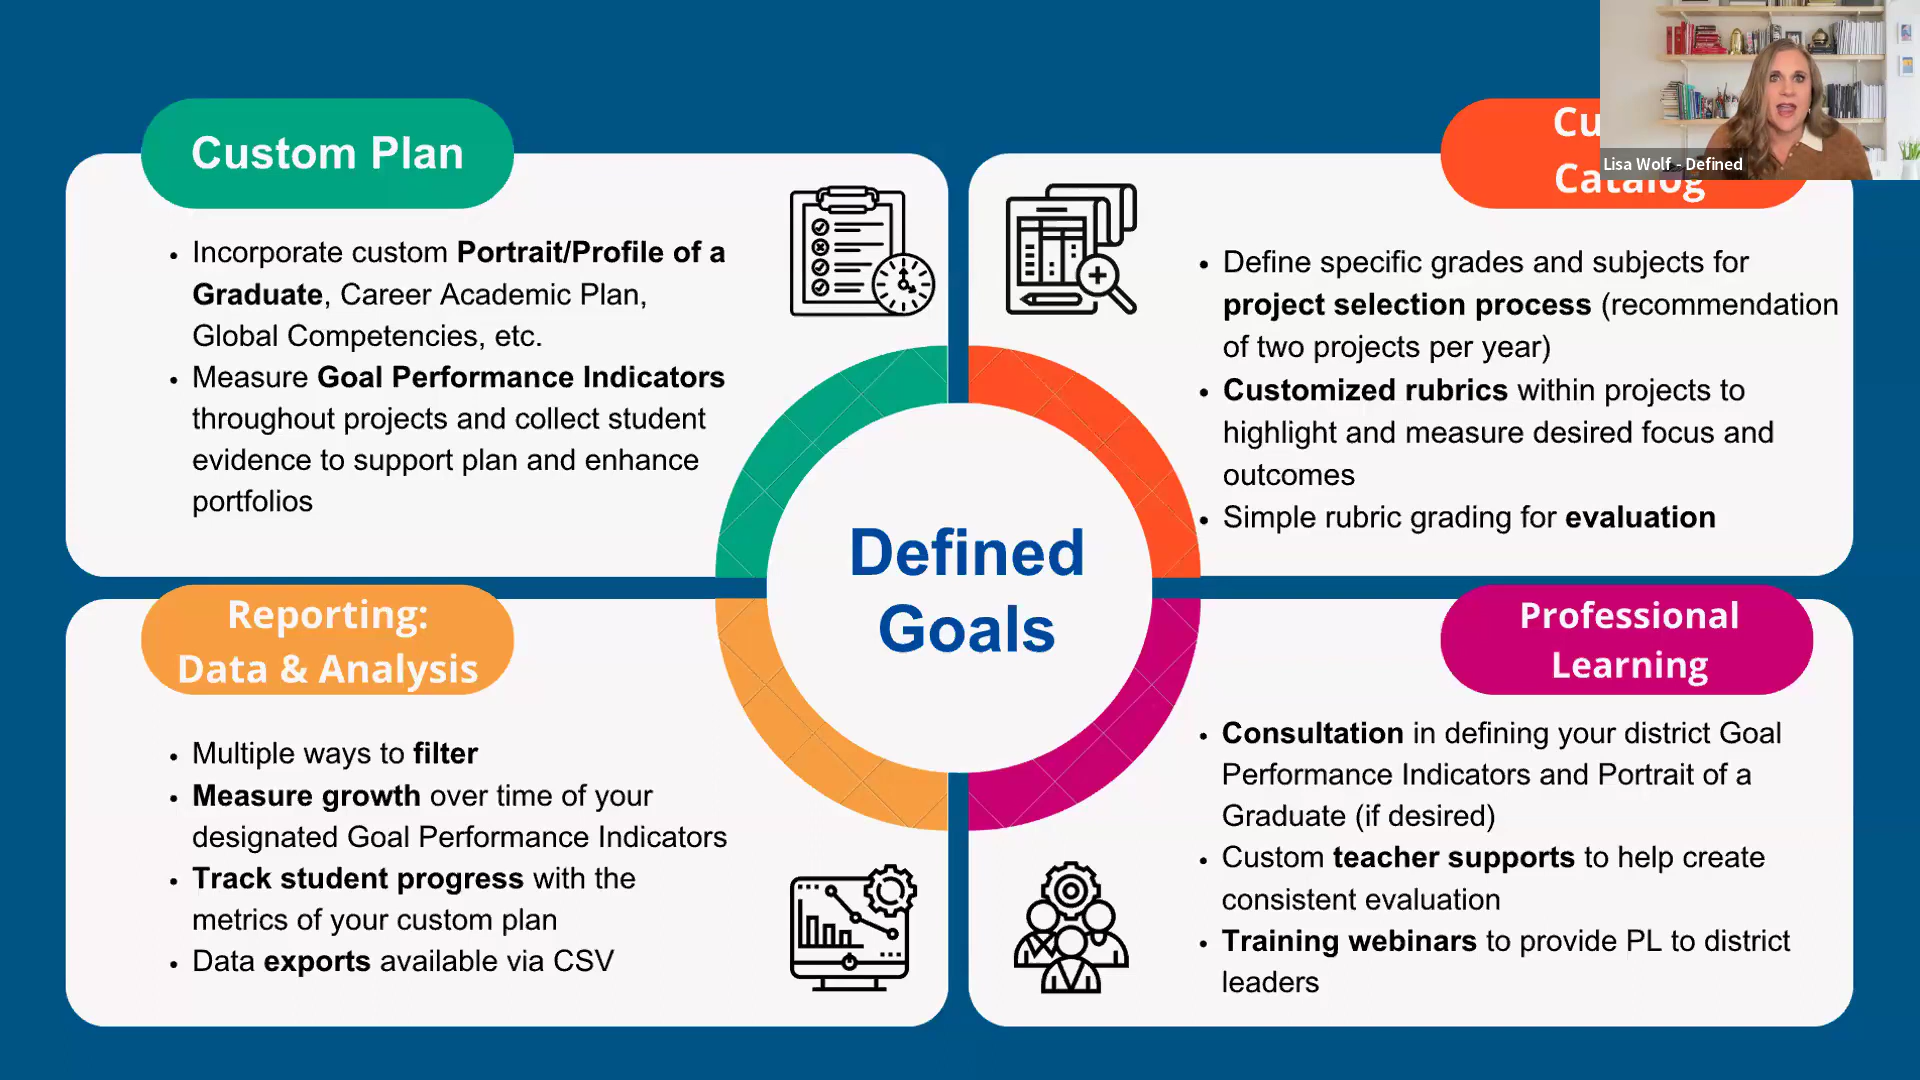 Custom Plan
Incorporate custom Portrait/Profile of a
Graduate, Career Academic Plan,
Global Competencies, etc.
Measure Goal Performance Indicators
throughout projects and collect student
evidence to support plan and enhance
portfolios
Catalog
Lisa Wolf - Defined
Define specific grades and subjects for
project selection process (recommendation
of two projects per year)
Customized rubrics within projects to
highlight and measure desired focus and
outcomes
Simple rubric grading for evaluation
Defined
Goals
Reporting:
Data & Analysis
Multiple ways to filter
Measure growth over time of your
designated Goal Performance Indicators
Track student progress with the
metrics of your custom plan
Data exports available via CSV
Professional
Learning
Consultation in defining your district Goal
Performance Indicators and Portrait of a
Graduate (if desired)
Custom teacher supports to help create
consistent evaluation
Training webinars to provide PL to district
leaders